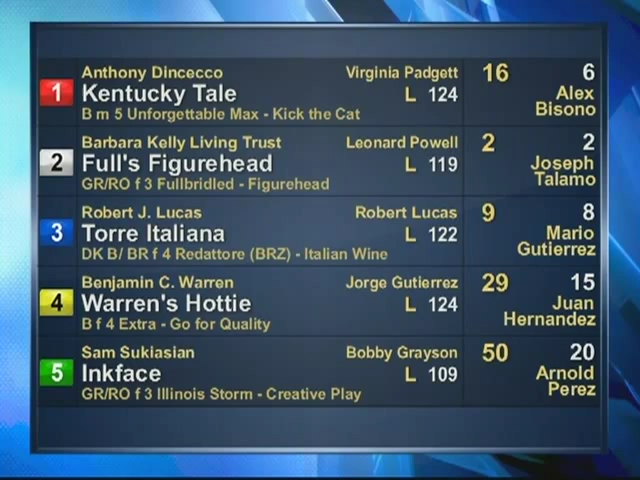 Anthony Dincecco Virginia Padgett 16 6
1 Kentucky Tale L 124 Alex
B m 5 Unforgettable Max - Kick the Cat Bisono
Barbara Kelly Living Trust Leonard Powell 2 2
2 Full's Figurehead L 119 Joseph
GR/RO f 3 Fullbridled - Figurehead Talamo
Robert J. Lucas Robert Lucas 9 8
3 Torre Italiana L 122 Mario
DK B/ BR f 4 Redattore (BRZ) - Italian Wine Gutierrez
Benjamin C. Warren Jorge Gutierrez 29 15
4 Warren's Hottie L 124 Juan
B f 4 Extra - Go for Quality Hernandez
Sam Sukiasian Bobby Grayson 50 20
5 Inkface L 109 Arnold
GR/RO f 3 Illinois Storm - Creative Play Perez